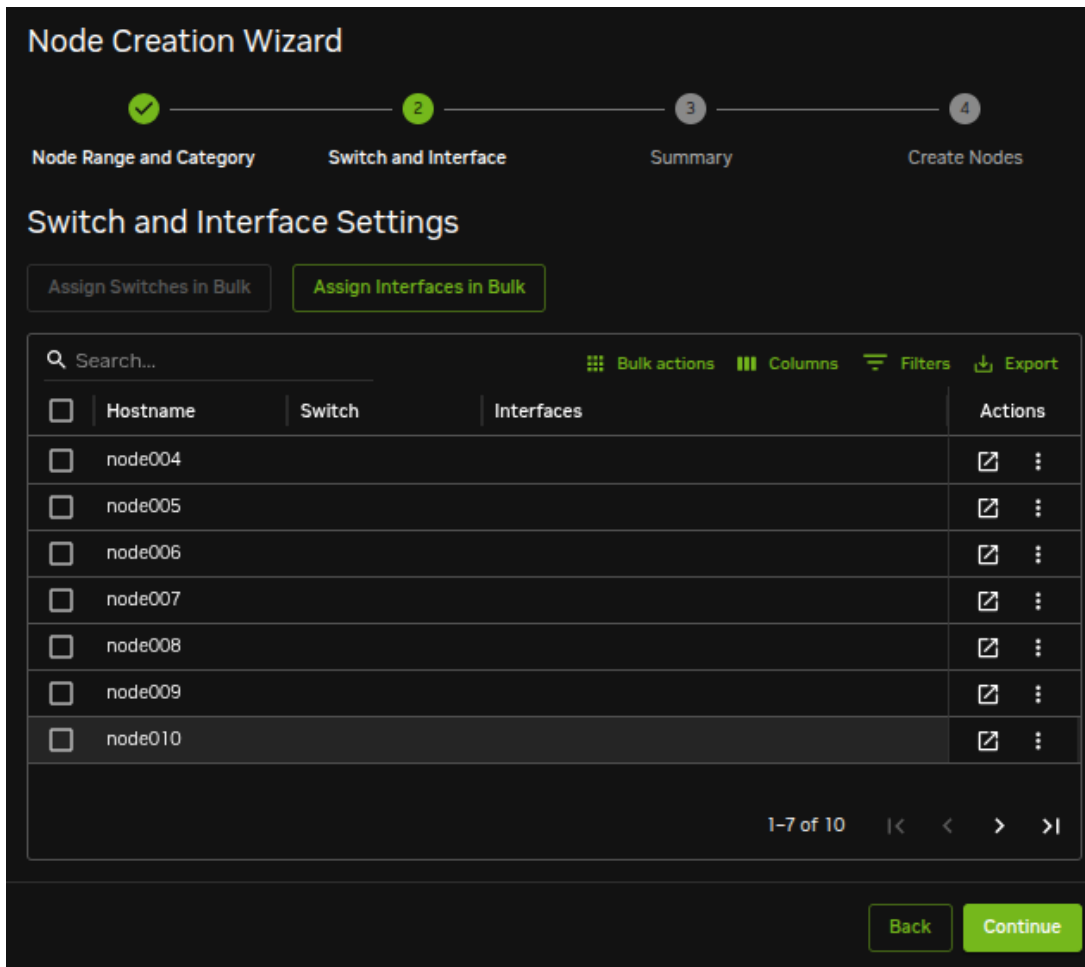 Node Creation Wizard
2 3 4
Node Range and Category Switch and Interface Summary Create Nodes
Switch and Interface Settings
Assign Switches in Bulk Assign Interfaces in Bulk
Search... Bulk actions Columns Filters Export
Hostname Switch Interfaces Actions
node004
node005
node006
node007
node008
node009
node010
1–7 of 10
Back Continue